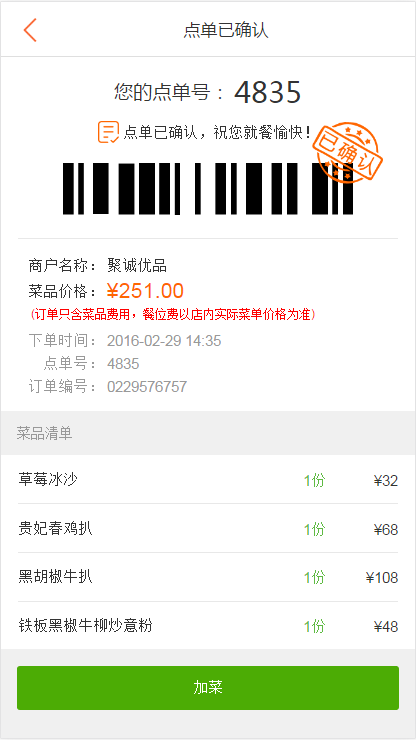 点单已确认
您的点单号： 4835
点单已确认，祝您就餐愉快！
已确认
商户名称： 聚诚优品
菜品价格： ¥251.00
(订单只含菜品费用，餐位费以店内实际菜单价格为准)
下单时间： 2016-02-29 14:35
点单号： 4835
订单编号： 0229576757
菜品清单
草莓冰沙 1份 ¥32
贵妃春鸡扒 1份 ¥68
黑胡椒牛扒 1份 ¥108
铁板黑椒牛柳炒意粉 1份 ¥48
加菜